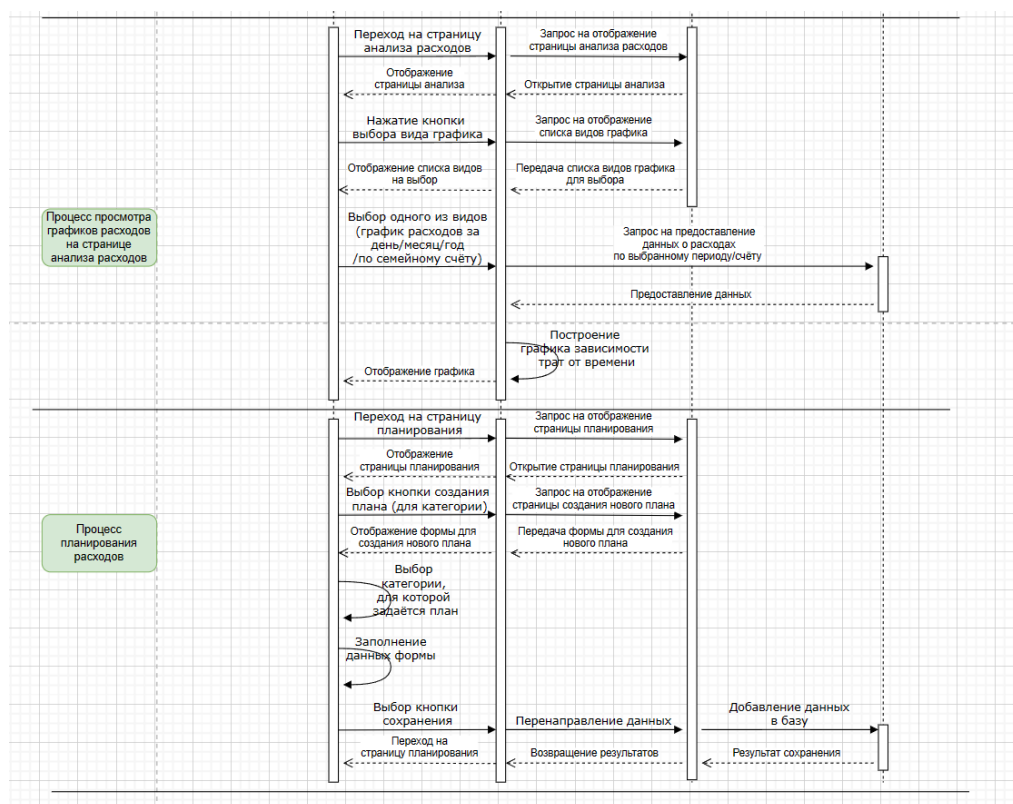 Переход на страницу
анализа расходов
Запрос на отображение
страницы анализа расходов
Отображение
страницы анализа
Открытие страницы анализа
Нажатие кнопки
выбора вида графика
Запрос на отображение
списка видов графика
Отображение списка видов
на выбор
Передача списка видов графика
для выбора
Процесс просмотра
графиков расходов
на странице
анализа расходов
Выбор одного из видов
(график расходов за
день/месяц/год
/по семейному счёту)
Запрос на предоставление
данных о расходах
по выбранному периоду/счёту
Предоставление данных
Построение
графика зависимости
трат от времени
Отображение графика
Переход на страницу
планирования
Запрос на отображение
страницы планирования
Отображение
страницы планирования
Открытие страницы планирования
Выбор кнопки создания
плана (для категории)
Запрос на отображение
страницы создания нового плана
Процесс
планирования
расходов
Отображение формы для
создания нового плана
Передача формы для создания
нового плана
Выбор
категории,
для которой
задаётся план
Заполнение
данных формы
Выбор кнопки
сохранения
Перенаправление данных
Добавление данных
в базу
Переход на
страницу планирования
Возвращение результатов
Результат сохранения